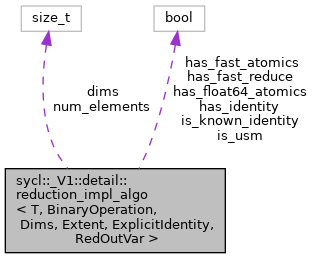 size_t
bool
dims
num_elements
has_fast_atomics
has_fast_reduce
has_float64_atomics
has_identity
is_known_identity
is_usm
sycl::_V1::detail::
reduction_impl_algo
< T, BinaryOperation,
Dims, Extent, ExplicitIdentity,
RedOutVar >